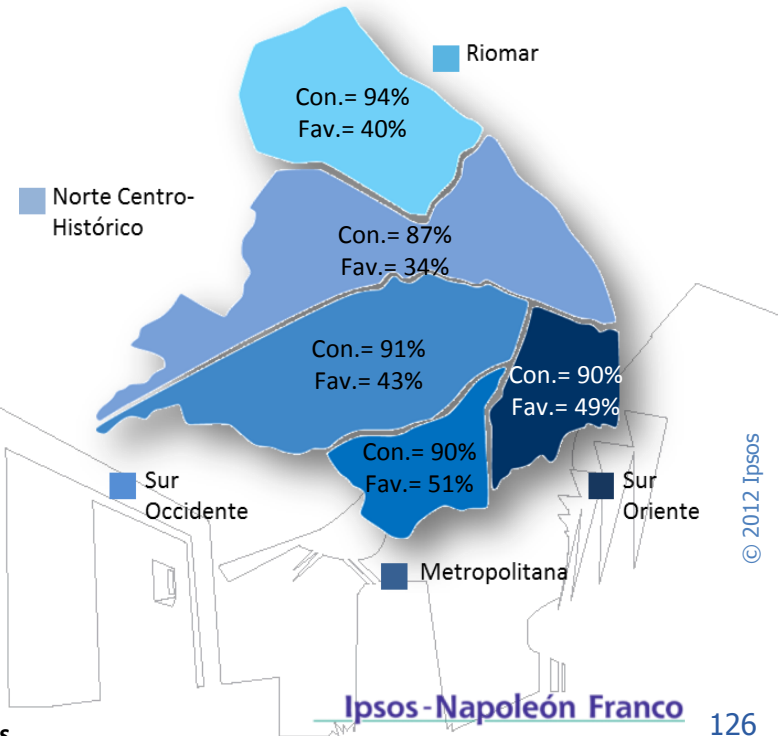 Riomar
Con.= 94%
Fav.= 40%
Norte Centro-
Histórico
Con.= 87%
Fav.= 34%
Con.= 91%
Fav.= 43%
Con.= 90%
Fav.= 49%
Con.= 90%
Fav.= 51%
Sur
Occidente
Sur
Oriente
Metropolitana
© 2012 Ipsos
Ipsos-Napoleón Franco
126